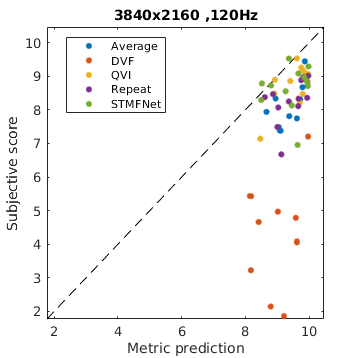 3840x2160 ,120Hz
Average
DVF
QVI
Repeat
STMFNet
Subjective score
10
9
8
7
6
5
4
3
2
2
4
6
8
10
Metric prediction